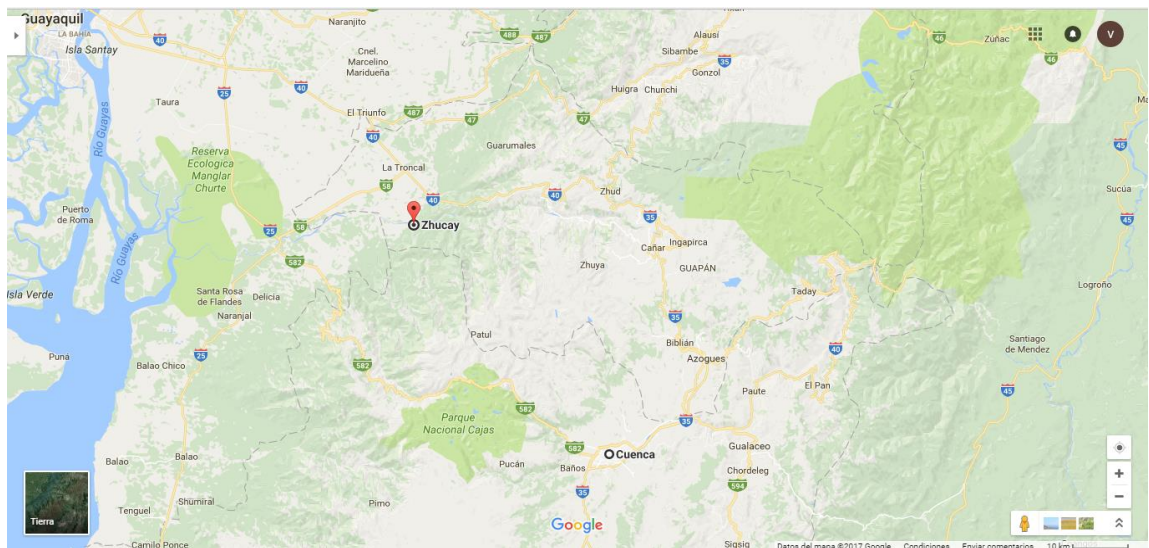 Guayaquil
LA BAHÍA
Isla Santay
Naranjito
488
487
Alausi
40
Sibambe
35
Cnel.
Marcelino
Maridueña
Gonzol
46
Zuñac
46
V
Taura
25
40
Huigra
Chunchi
El Triunfo
487
47
47
Río Guayas
40
Guarumales
45
Reserva
Ecologica
Manglar
Churte
La Troncal
58
40
40
Zhud
Sucúa
Puerto
de Roma
Zhucay
35
45
25
58
Cañar
Ingapirca
Río Guayas
582
Zhuya
GUAPÁN
Isla Verde
Santa Rosa
de Flandes
Delicia
Taday
Logroño
Naranjal
35
Patul
Biblián
Santiago
de Mendez
Puná
25
Balao Chico
582
Azogues
40
Paute
El Pan
45
582
Parque
Nacional Cajas
35
582
Cuenca
Gualaceo
Balao
Balao
Pucán
Baños
Chordeleg
594
35
Shumiral
Pimo
Tenguel
Tierra
Google
Camilo Ponce
Sigsig
Datos del mapa ©2017 Google
Condiciones
Enviar comentarios
10 km